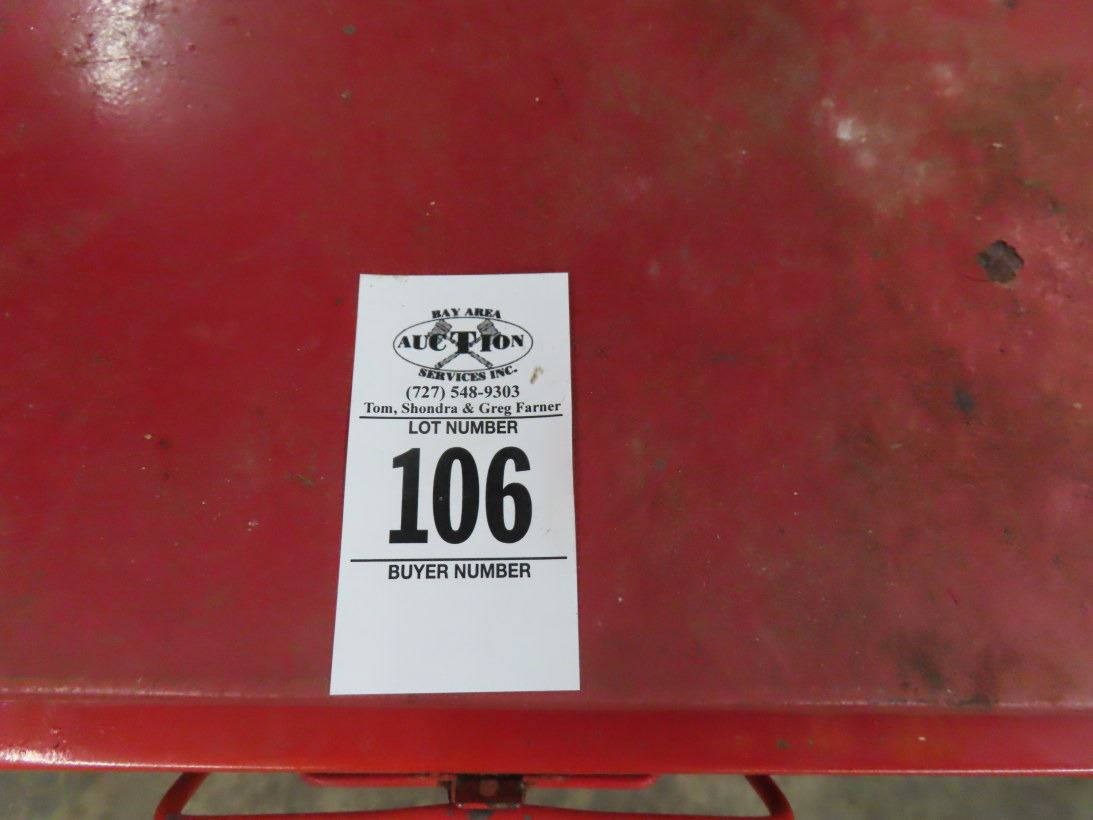 BAY AREA
AUCTION
SERVICES INC.
(727) 548-9303
Tom, Shondra & Greg Farner
LOT NUMBER
106
BUYER NUMBER